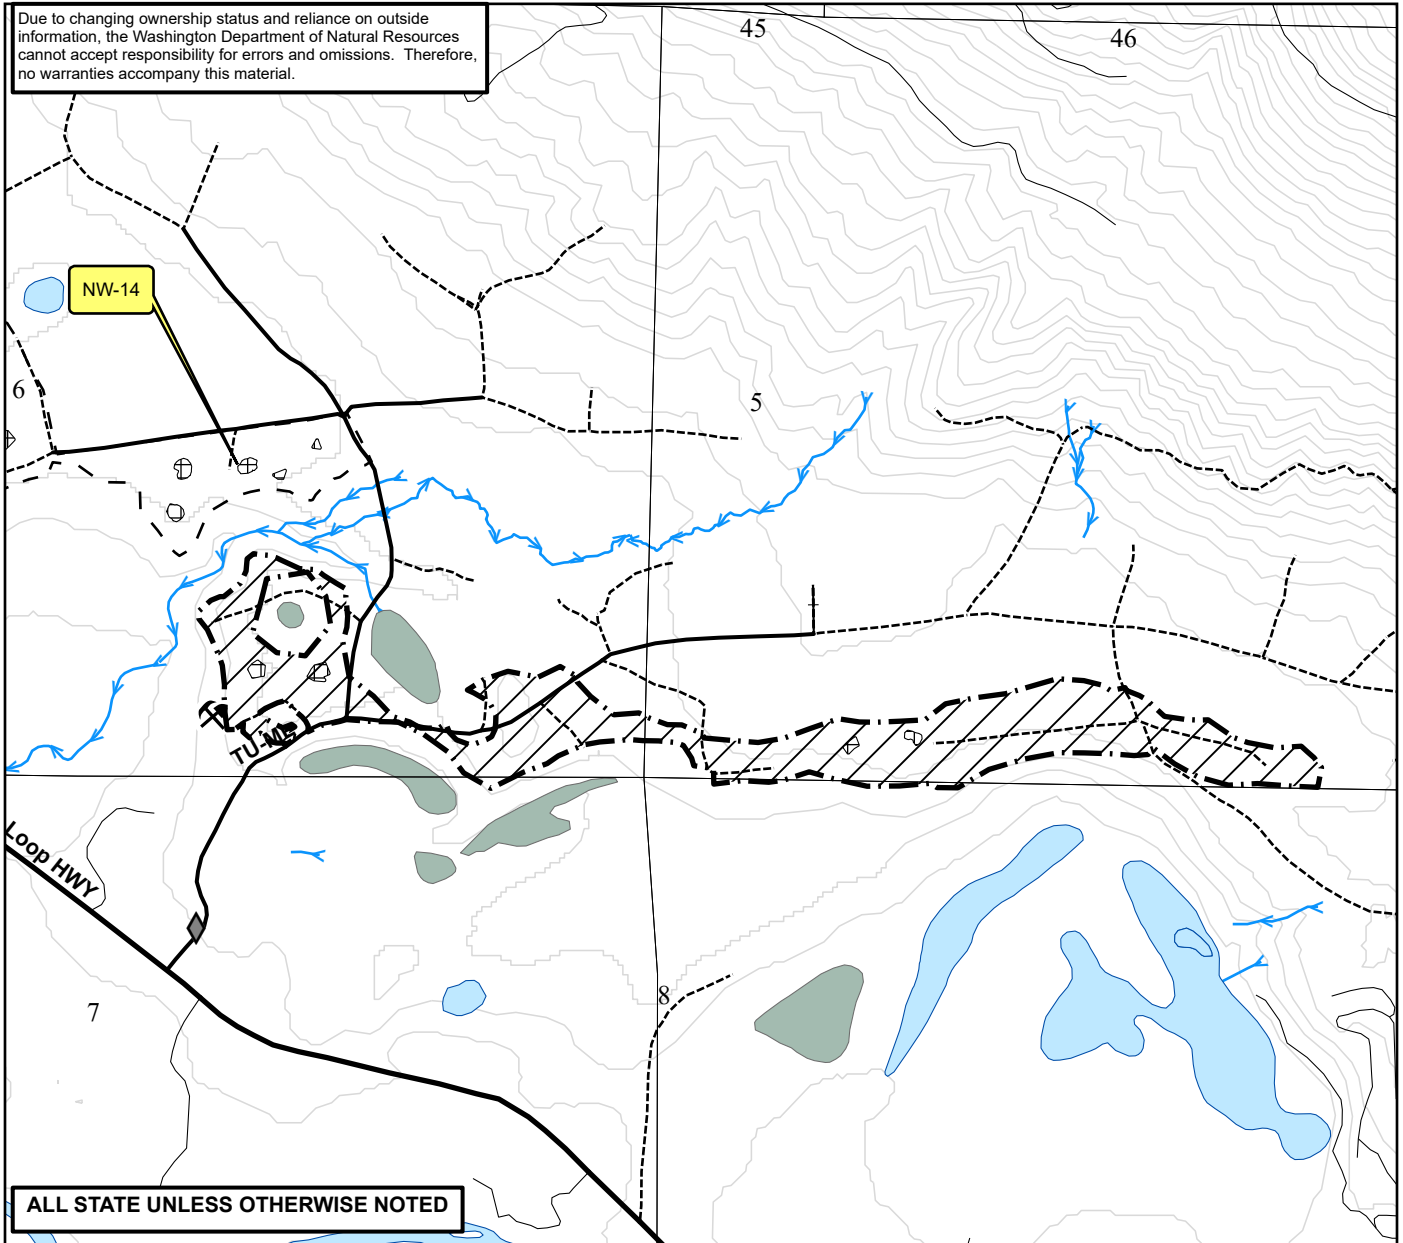 Due to changing ownership status and reliance on outside
information, the Washington Department of Natural Resources
cannot accept responsibility for errors and omissions. Therefore,
no warranties accompany this material.
45
46
NW-14
6
5
Loop HWY
7
8
ALL STATE UNLESS OTHERWISE NOTED